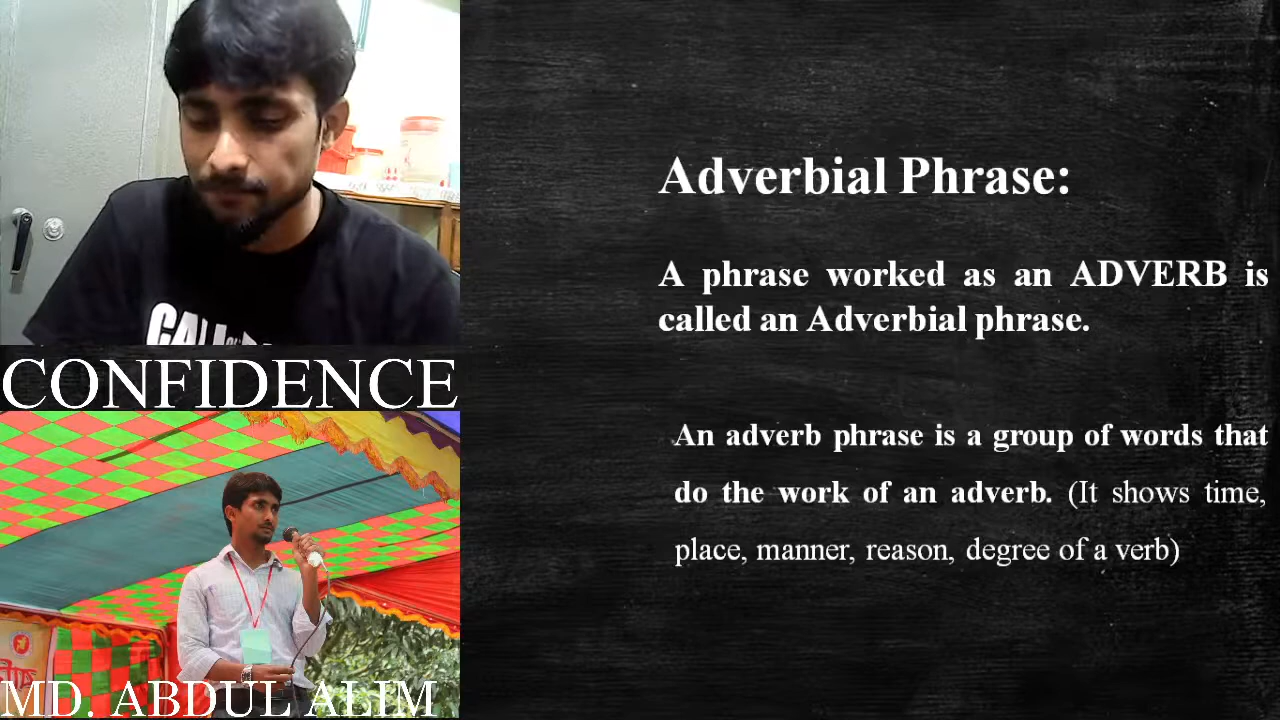 Adverbial Phrase:
A phrase worked as an ADVERB is
called an Adverbial phrase.
An adverb phrase is a group of words that
do the work of an adverb. (It shows time,
place, manner, reason, degree of a verb)
CALL OF
CONFIDENCE
MD. ABDUL ALIM